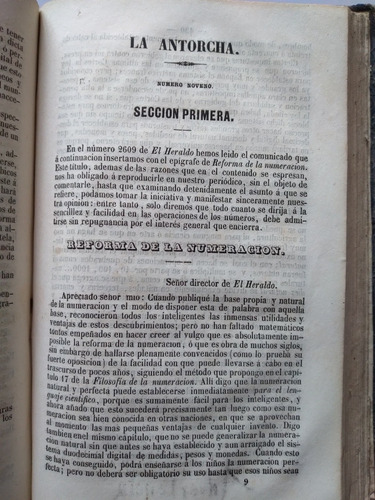 LA ANTORCHA.
NUMERO NOVENO.
SECCION PRIMERA.
En el número 2609 de El Heraldo hemos leido el comunicado que
á continuacion insertamos con el epígrafe de Reforma de la numeracion.
Este título, ademas de las razones que en el contenido se espresan,
nos ha obligado á reproducirle en nuestro periódico, sin el objeto de
comentarle, hasta que examinando detenidamente el asunto á que se
refiere, podamos tomar la iniciativa y manifestar sinceramente nues-
tra opinon: entre tanto, solo diremos que todo cuanto se dirija á la
sencillez y facilidad en las operaciones de los números, debe admi-
tirse sin repugnancia por el interés general que encierra.
REFORMA DE LA NUMERACION.
Señor director de El Heraldo.
Apreciado señor mio: Cuando publiqué la base propia y natural
de la numeracion y el modo de disponer esta de palabra con aquella
base, reconocieron todos los inteligentes las inmensas utilidades y
ventajas de estos descubrimientos; pero no han faltado matemáticos
teóricos empeñados en hacer creer al vulgo que es absolutamente im-
posible la reforma de la numeracion, ó que es obra de muchos siglos,
sin embargo de hallarse plenamente convencidos (como lo prueba su
fuerte oposicion) de la facilidad con que puede llevarse á cabo en el
trascurso de pocos años, siguiendo el método que propongo en el capí-
tulo 17 de la Filosofía de la numeracion. Allí digo que la numeracion
natural y perfecta puede establecerse inmediatamente para el len-
guaje científico, porque es sumamente fácil para los inteligentes, y
ahora añado que esto sucederá precisamente tan luego como esta nu-
meracion sea bien conocida en otras naciones, en que se aprovechan
al momento las mas pequeñas ventajas de cualquier invento. Digo
tambien en el mismo capítulo, que no se puede generalizar la numera-
cion natural sin que antes se haya establecido y aun arraigado el sis-
tema duodecimal de medidas, pesos y monedas. Cuando esto
se haya conseguido, podrá enseñarse á los niños la numeracion per-
fecta; pero no deberá ser obligatorio su uso hasta que esos niños sean
9